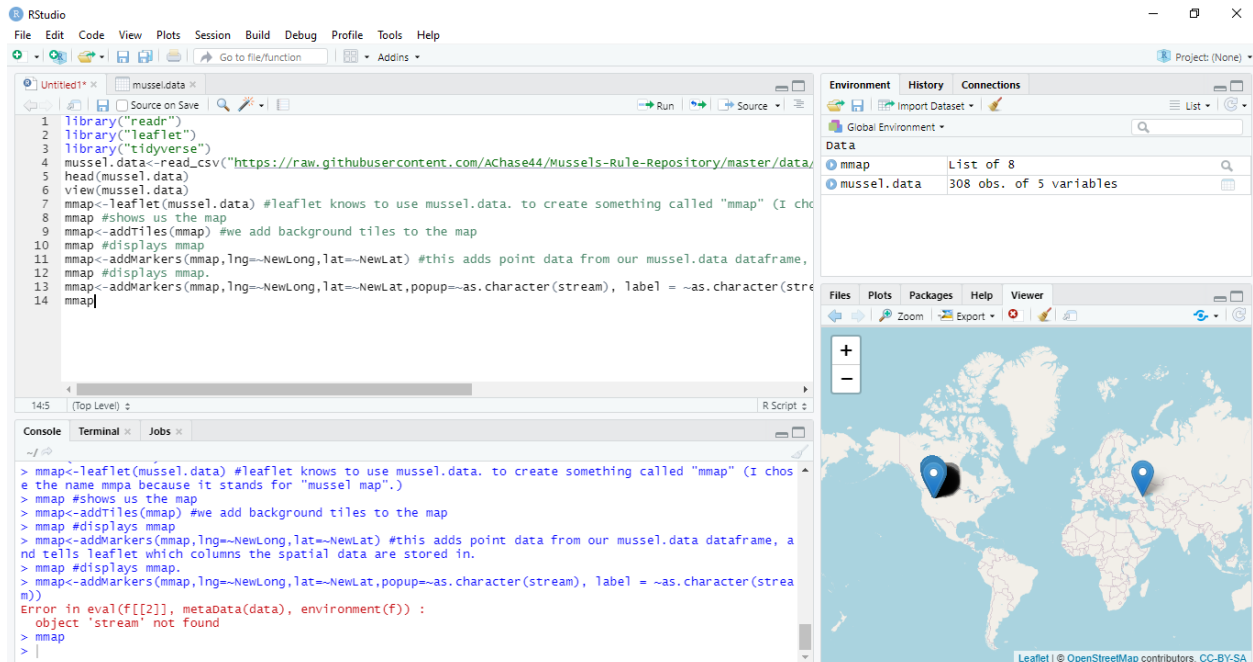 RStudio
File Edit Code View Plots Session Build Debug Profile Tools Help
Go to file/function
Addins
Project: (None)
Untitled1* ×
mussel.data ×
Source on Save
Run
Source
1 library("readr")
2 library("leaflet")
3 library("tidyverse")
4 mussel.data<-read_csv("https://raw.githubusercontent.com/AChase44/Mussels-Rule-Repository/master/data/
5 head(mussel.data)
6 view(mussel.data)
7 mmap<-leaflet(mussel.data) #leaflet knows to use mussel.data. to create something called "mmap" (I cho
8 mmap #shows us the map
9 mmap<-addTiles(mmap) #we add background tiles to the map
10 mmap #displays mmap
11 mmap<-addMarkers(mmap,lng=~NewLong,lat=~NewLat) #this adds point data from our mussel.data dataframe,
12 mmap #displays mmap.
13 mmap<-addMarkers(mmap,lng=~NewLong,lat=~NewLat,popup=~as.character(stream), label = ~as.character(stre
14 mmap
14:5 (Top Level)
R Script
Console Terminal × Jobs ×
~/
> mmap<-leaflet(mussel.data) #leaflet knows to use mussel.data. to create something called "mmap" (I chos
e the name mmpa because it stands for "mussel map".)
> mmap #shows us the map
> mmap<-addTiles(mmap) #we add background tiles to the map
> mmap #displays mmap
> mmap<-addMarkers(mmap,lng=~NewLong,lat=~NewLat) #this adds point data from our mussel.data dataframe, a
nd tells leaflet which columns the spatial data are stored in.
> mmap #displays mmap.
> mmap<-addMarkers(mmap,lng=~NewLong,lat=~NewLat,popup=~as.character(stream), label = ~as.character(strea
m))
Error in eval(f[[2]], metaData(data), environment(f)) :
object 'stream' not found
> mmap
>
Environment History Connections
Import Dataset
List
Global Environment
Data
mmap List of 8
mussel.data 308 obs. of 5 variables
Files Plots Packages Help Viewer
Zoom
Export
+
−
Leaflet | © OpenStreetMap contributors, CC-BY-SA